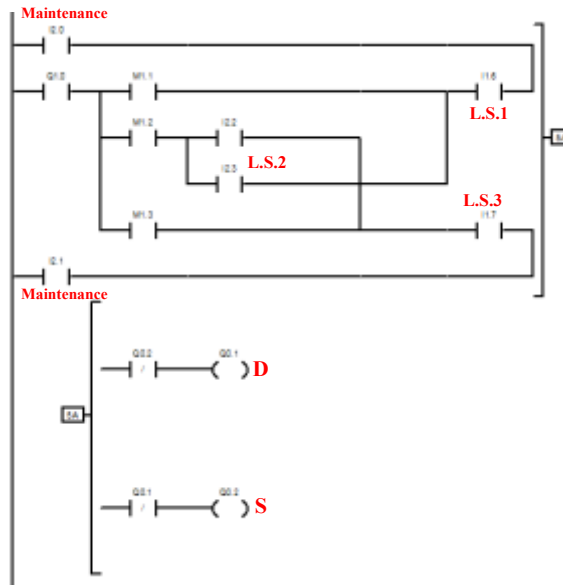 Maintenance
I2.0
Q1.0 M1.1 I1.6
L.S.1
M1.2 I2.2
L.S.2
I2.3
L.S.3
M1.3 I1.7
I2.1
Maintenance
Q0.2 Q0.1
D
Q0.1 Q0.2
S